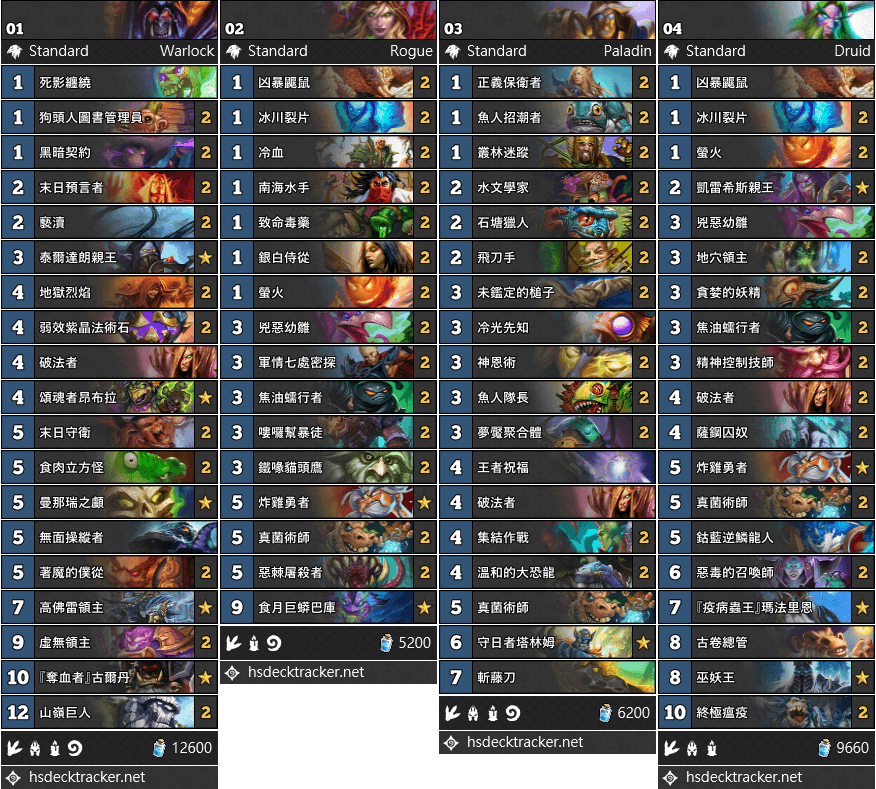 01
Standard Warlock
1 死影纏繞
1 狗頭人圖書管理員 2
1 黑暗契約 2
2 末日預言者 2
2 褻瀆 2
3 泰爾達朗親王
4 地獄烈焰 2
4 弱效紫晶法術石 2
4 破法者
4 頌魂者昂布拉
5 末日守衛 2
5 食肉立方怪 2
5 曼那瑞之顱
5 無面操縱者
5 著魔的僕從 2
7 高佛雷領主
9 虛無領主 2
10 『奪血者』古爾丹
12 山嶺巨人 2
12600
hsdecktracker.net
02
Standard Rogue
1 凶暴鼴鼠 2
1 冰川裂片 2
1 冷血 2
1 南海水手 2
1 致命毒藥 2
1 銀白侍從 2
1 螢火 2
3 兇惡幼雛 2
3 軍情七處密探 2
3 焦油蠕行者 2
3 嘍囉幫暴徒 2
3 鐵喙貓頭鷹 2
5 炸雞勇者
5 真菌術師 2
5 惡棘屠殺者 2
9 食月巨蟒巴庫
5200
hsdecktracker.net
03
Standard Paladin
1 正義保衛者 2
1 魚人招潮者 2
1 叢林迷蹤 2
2 水文學家 2
2 石塘獵人 2
2 飛刀手 2
3 未鑑定的槌子 2
3 冷光先知
3 神恩術 2
3 魚人隊長 2
3 夢魘聚合體 2
4 王者祝福
4 破法者
4 集結作戰 2
4 溫和的大恐龍 2
5 真菌術師
6 守日者塔林姆
7 斬藤刀
6200
hsdecktracker.net
04
Standard Druid
1 凶暴鼴鼠
1 冰川裂片 2
1 螢火 2
2 凱雷希斯親王
3 兇惡幼雛 2
3 地穴領主 2
3 貪婪的妖精 2
3 焦油蠕行者 2
3 精神控制技師 2
4 破法者 2
4 薩鋼囚奴 2
5 炸雞勇者
5 真菌術師 2
5 鈷藍逆鱗龍人
6 惡毒的召喚師 2
7 『疫病蟲王』瑪法里恩
8 古卷總管 2
8 巫妖王
10 終極瘟疫 2
9660
hsdecktracker.net